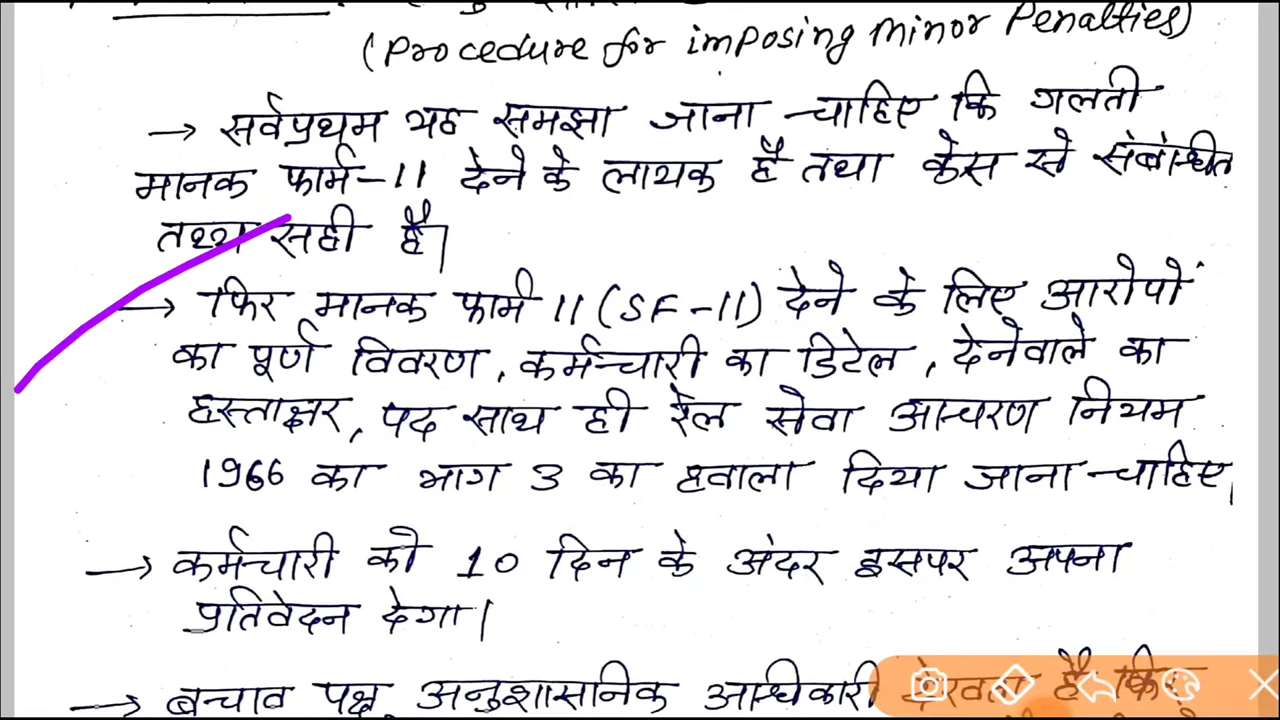 (Procedure for imposing Minor Penalties)
→ सर्वप्रथम यह समझा जाना चाहिए कि गलती
मानक फार्म-11 देने के लायक है तथा केस से संबंधित
तथ्य सही है।
→ फिर मानक फार्म 11 (SF-11) देने के लिए आरोपों
का पूर्ण विवरण, कर्मचारी का डिटेल, देनेवाले का
हस्ताक्षर, पद साथ ही रेल सेवा आचरण नियम
1966 का भाग 3 का हवाला दिया जाना चाहिए,
→ कर्मचारी को 10 दिन के अंदर इसपर अपना
प्रतिवेदन देगा।
→ बचाव पक्ष अनुशासनिक अधिकारी देखता है कि